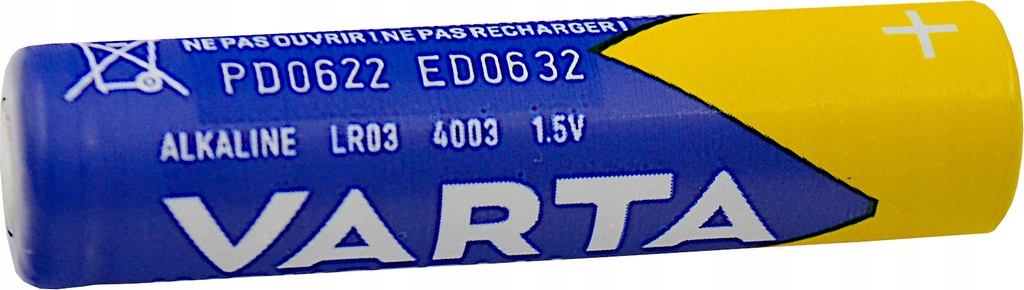 NE PAS OUVRIR ! NE PAS RECHARGER !
PD0622 ED0632
ALKALINE LR03 4003 1.5V
VARTA
+